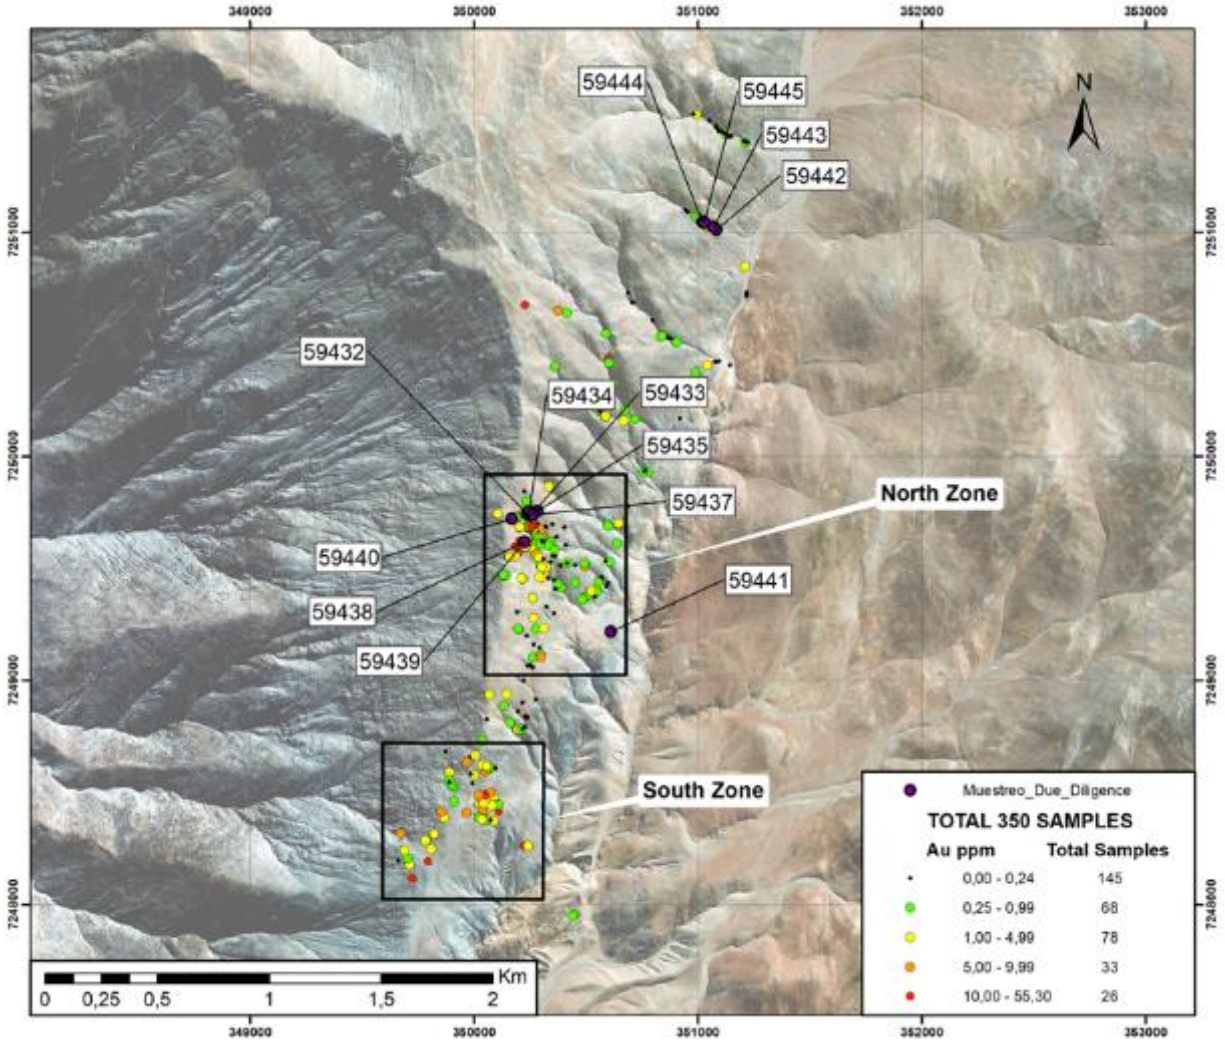 349000 350000 351000 352000 353000
59444
59445
N
59443
59442
7251000 7251000
59432
59434
59433
59435
7250000 7250000
North Zone
59437
59440
59441
59438
59439
7249000 7249000
South Zone
Muestreo_Due_Diligence
TOTAL 350 SAMPLES
Au ppm Total Samples
0,00 - 0,24 145
0,25 - 0,99 68
1,00 - 4,99 78
5,00 - 9,99 33
10,00 - 55,30 26
7248000 7248000
Km
0 0,25 0,5 1 1,5 2
349000 350000 351000 352000 353000